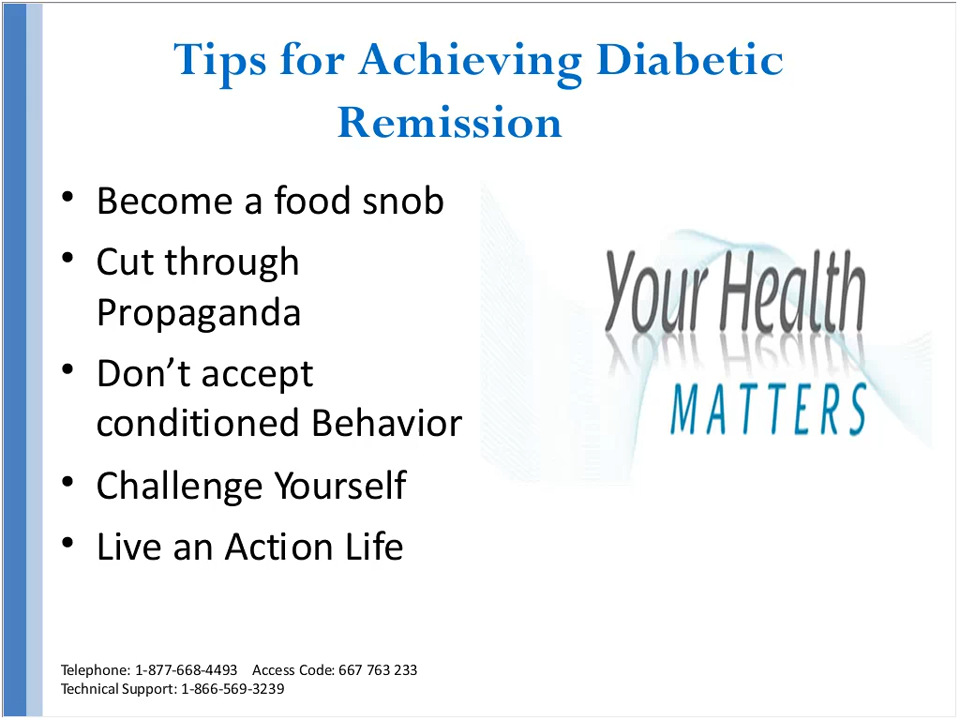 Tips for Achieving Diabetic
Remission
• Become a food snob
• Cut through
Propaganda
• Don’t accept
conditioned Behavior
• Challenge Yourself
• Live an Action Life
Your Health
MATTERS
Telephone: 1-877-668-4493 Access Code: 667 763 233
Technical Support: 1-866-569-3239